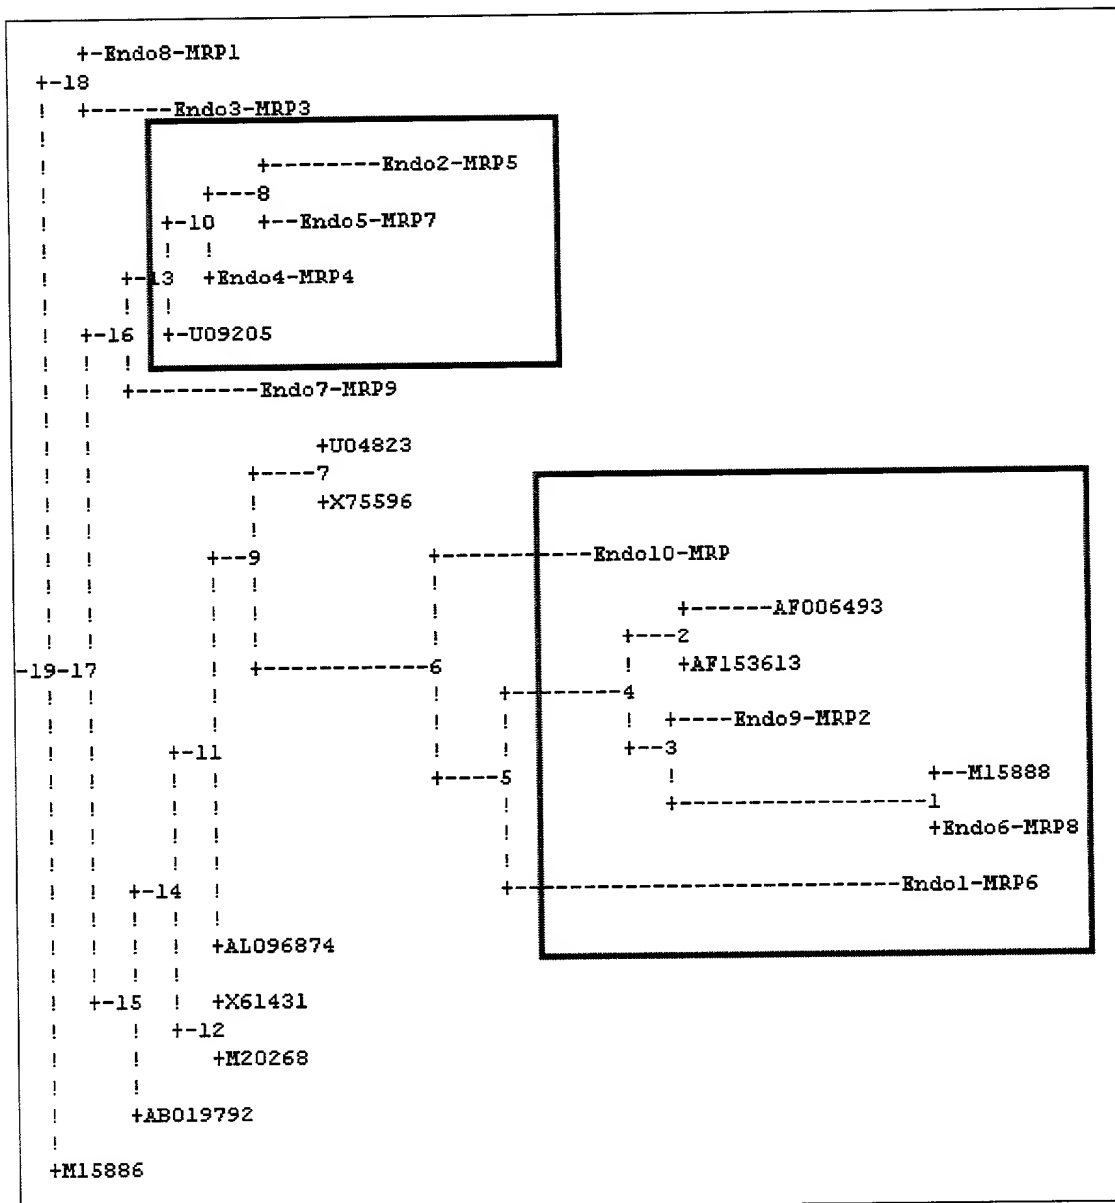 +-Endo8-MRP1
+-18
! +------Endo3-MRP3
!
! +--------Endo2-MRP5
! +---8
! +-10 +--Endo5-MRP7
! ! !
! +-13 +Endo4-MRP4
! ! !
! +-16 +-U09205
! ! !
! ! +---------Endo7-MRP9
! !
! ! +U04823
! ! +----7
! ! ! +X75596
! ! !
! ! +--9 +----------Endo10-MRP
! ! ! ! !
! ! ! ! ! +------AF006493
! ! ! ! ! +---2
-19-17 ! +------------6 ! +AF153613
! ! ! ! +--------4
! ! ! ! ! ! +----Endo9-MRP2
! ! +-11 ! ! +--3
! ! ! ! +----5 ! +--M15888
! ! ! ! ! +-----------------1
! ! ! ! ! +Endo6-MRP8
! ! ! ! !
! ! +-14 ! +--------------------------Endo1-MRP6
! ! ! ! !
! ! ! ! +AL096874
! ! ! !
! +-15 ! +X61431
! ! +-12
! ! +M20268
! !
! +AB019792
!
+M15886